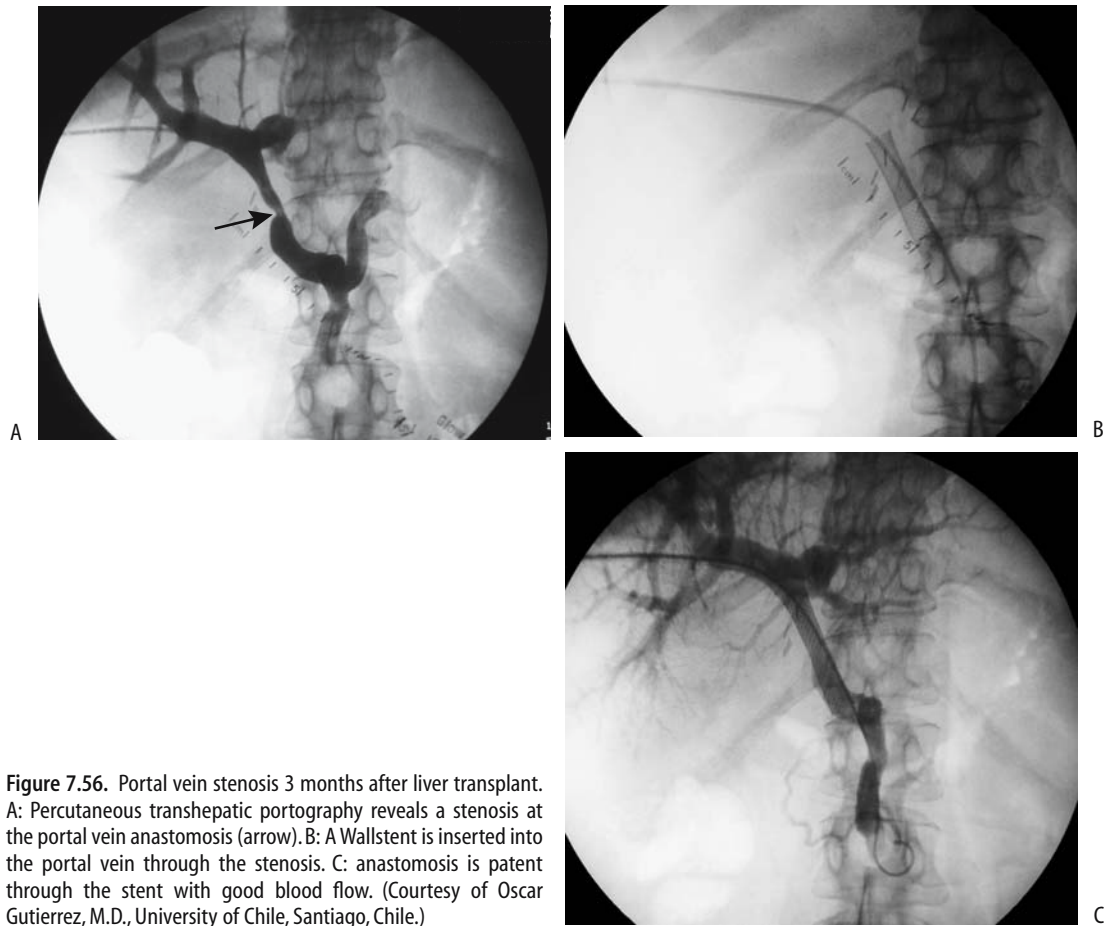 A
B
C
Figure 7.56. Portal vein stenosis 3 months after liver transplant.
A: Percutaneous transhepatic portography reveals a stenosis at
the portal vein anastomosis (arrow). B: A Wallstent is inserted into
the portal vein through the stenosis. C: anastomosis is patent
through the stent with good blood flow. (Courtesy of Oscar
Gutierrez, M.D., University of Chile, Santiago, Chile.)